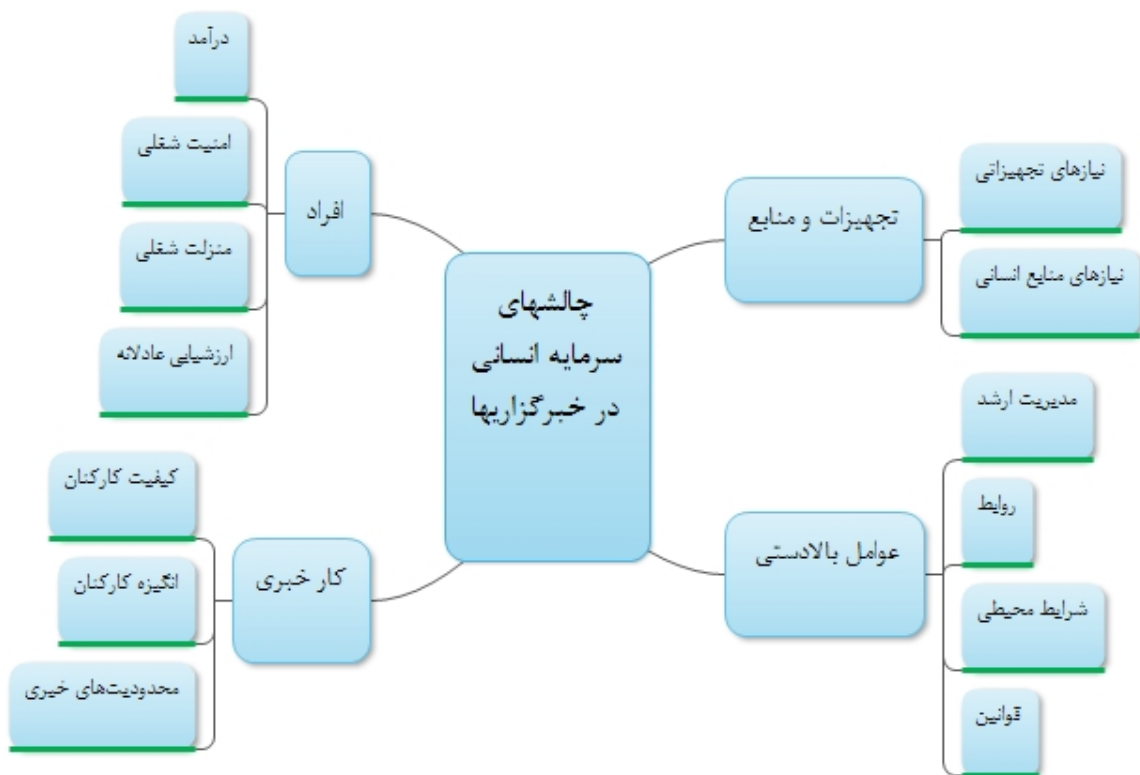 چالشهای
سرمایه انسانی
در خبرگزاریها
تجهیزات و منابع
نیازهای تجهیزاتی
نیازهای منابع انسانی
عوامل بالادستی
مدیریت ارشد
روابط
شرایط محیطی
قوانین
افراد
درآمد
امنیت شغلی
منزلت شغلی
ارزشیابی عادلانه
کار خبری
کیفیت کارکنان
انگیزه کارکنان
محدودیت‌های خبری